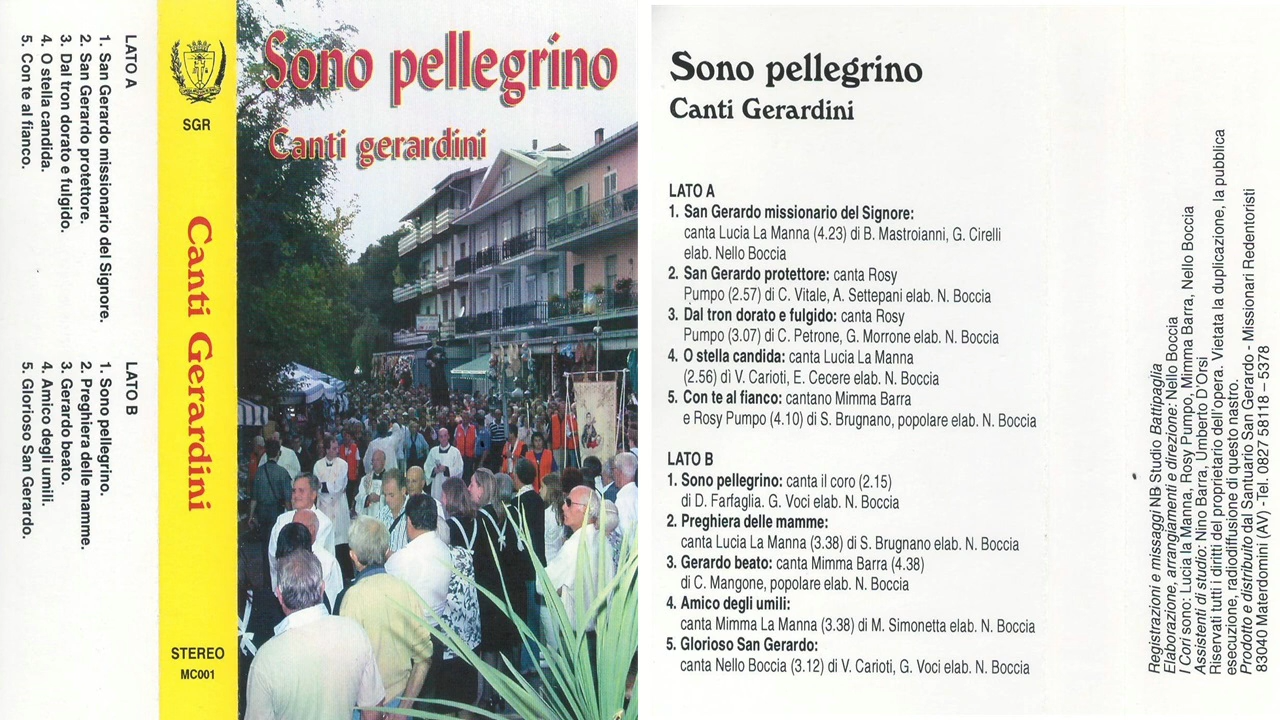 LATO A
1. San Gerardo missionario del Signore.
2. San Gerardo protettore.
3. Dal tron dorato e fulgido.
4. O stella candida.
5. Con te al fianco.
LATO B
1. Sono pellegrino.
2. Preghiera delle mamme.
3. Gerardo beato.
4. Amico degli umili.
5. Glorioso San Gerardo.
SGR
Canti Gerardini
STEREO
MC001
Sono pellegrino
Canti gerardini
Sono pellegrino
Canti Gerardini
LATO A
1. San Gerardo missionario del Signore:
canta Lucia La Manna (4.23) di B. Mastroianni, G. Cirelli
elab. Nello Boccia
2. San Gerardo protettore: canta Rosy
Pumpo (2.57) di C. Vitale, A. Settepani elab. N. Boccia
3. Dal tron dorato e fulgido: canta Rosy
Pumpo (3.07) di C. Petrone, G. Morrone elab. N. Boccia
4. O stella candida: canta Lucia La Manna
(2.56) dì V. Carioti, E. Cecere elab. N. Boccia
5. Con te al fianco: cantano Mimma Barra
e Rosy Pumpo (4.10) di S. Brugnano, popolare elab. N. Boccia
LATO B
1. Sono pellegrino: canta il coro (2.15)
di D. Farfaglia. G. Voci elab. N. Boccia
2. Preghiera delle mamme:
canta Lucia La Manna (3.38) di S. Brugnano elab. N. Boccia
3. Gerardo beato: canta Mimma Barra (4.38)
di C. Mangone, popolare elab. N. Boccia
4. Amico degli umili:
canta Mimma La Manna (3.38) di M. Simonetta elab. N. Boccia
5. Glorioso San Gerardo:
canta Nello Boccia (3.12) di V. Carioti, G. Voci elab. N. Boccia
Registrazioni e missaggi NB Studio Battipaglia
Elaborazione, arrangiamenti e direzione: Nello Boccia
I Cori sono: Lucia la Manna, Rosy Pumpo, Mimma Barra, Nello Boccia
Assistenti di studio: Nino Barra, Umberto D'Orsi
Riservati tutti i diritti del proprietario dell'opera. Vietata la duplicazione, la pubblica
esecuzione, radiodiffusione di questo nastro.
Prodotto e distribuito dal Santuario San Gerardo - Missionari Redentoristi
83040 Materdomini (AV) - Tel. 0827 58118 – 5378